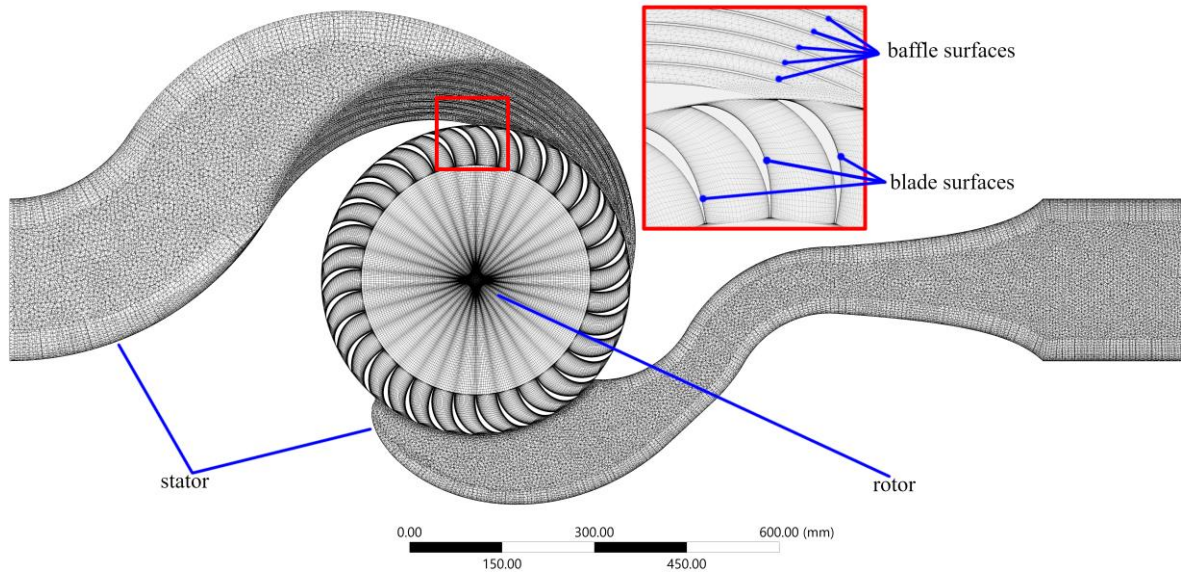 baffle surfaces
blade surfaces
stator
rotor
0.00 300.00 600.00 (mm)
150.00 450.00